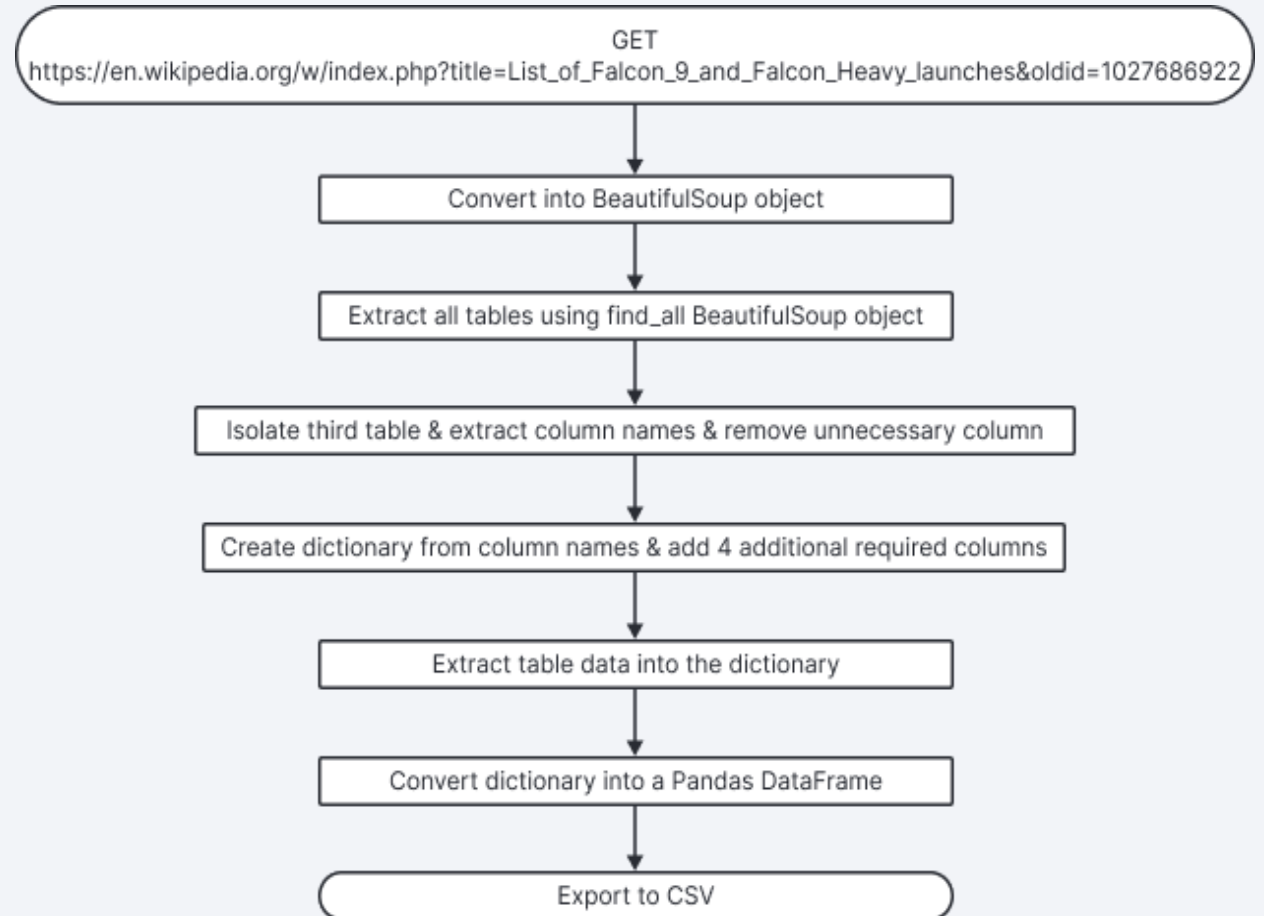 GET
https://en.wikipedia.org/w/index.php?title=List_of_Falcon_9_and_Falcon_Heavy_launches&oldid=1027686922
Convert into BeautifulSoup object
Extract all tables using find_all BeautifulSoup object
Isolate third table & extract column names & remove unnecessary column
Create dictionary from column names & add 4 additional required columns
Extract table data into the dictionary
Convert dictionary into a Pandas DataFrame
Export to CSV